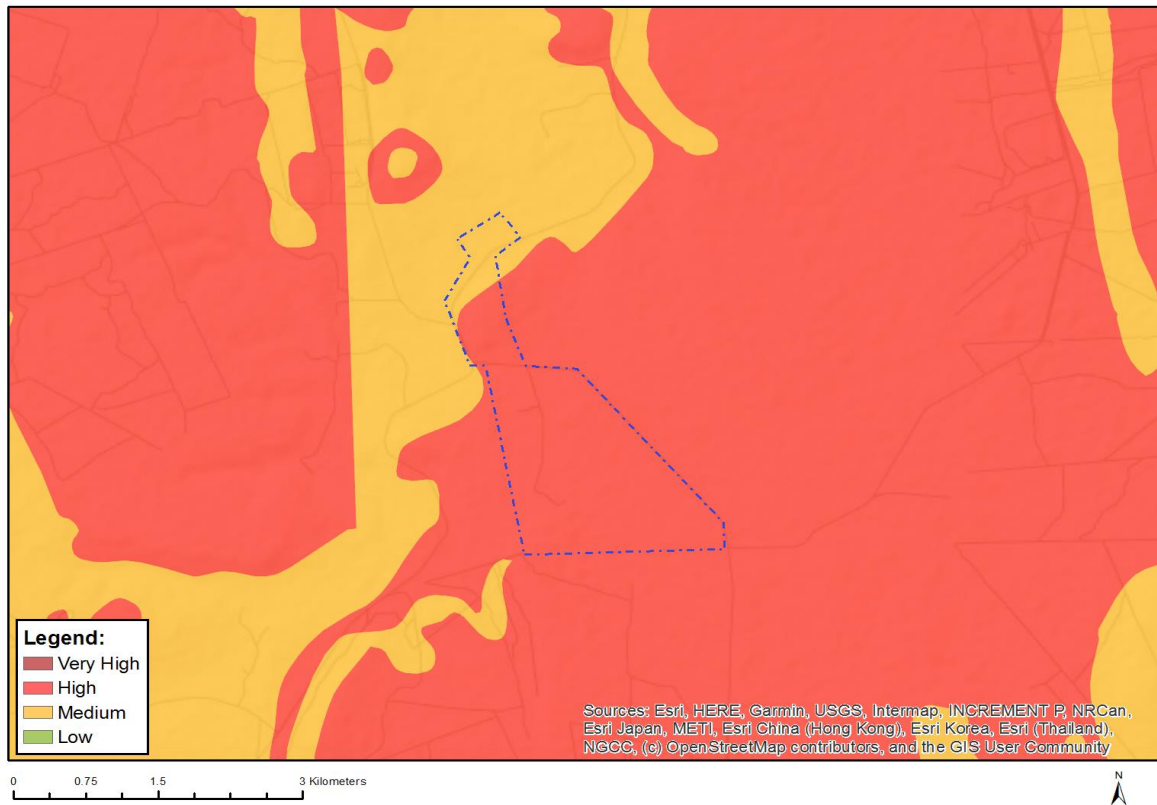 Legend:
Very High
High
Medium
Low
Sources: Esri, HERE, Garmin, USGS, Intermap, INCREMENT P, NRCan,
Esri Japan, METI, Esri China (Hong Kong), Esri Korea, Esri (Thailand),
NGCC, (c) OpenStreetMap contributors, and the GIS User Community
0 0.75 1.5 3 Kilometers
N